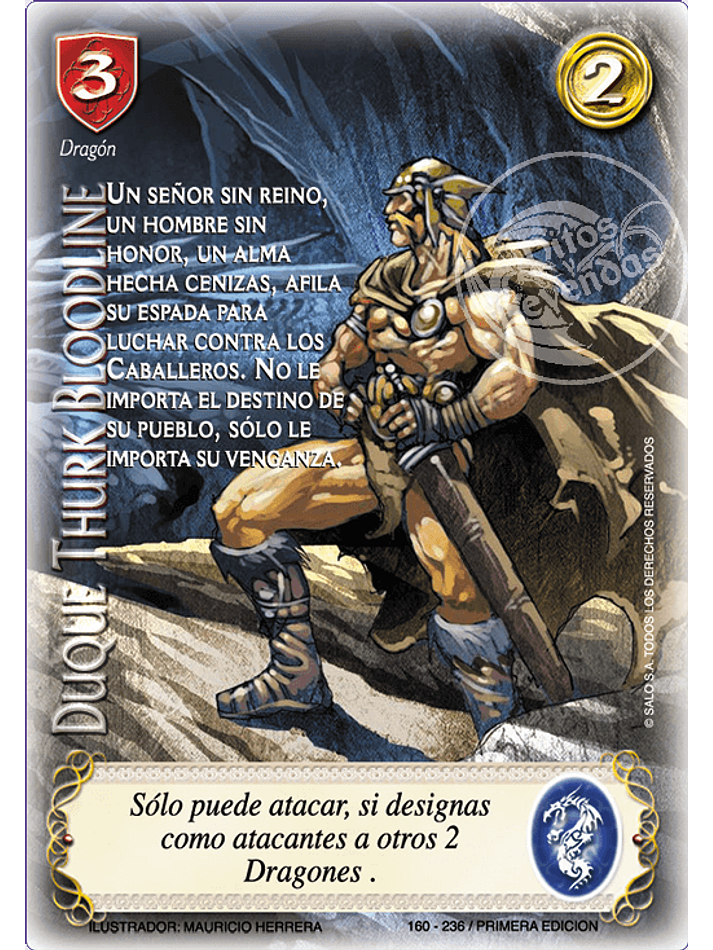 3
2
Dragón
DUQUE THURK BLOODLINE
UN SEÑOR SIN REINO,
UN HOMBRE SIN
HONOR, UN ALMA
HECHA CENIZAS, AFILA
SU ESPADA PARA
LUCHAR CONTRA LOS
CABALLEROS. NO LE
IMPORTA EL DESTINO DE
SU PUEBLO, SÓLO LE
IMPORTA SU VENGANZA.
Mitos
y
Leyendas
© SALO S.A. TODOS LOS DERECHOS RESERVADOS
Sólo puede atacar, si designas
como atacantes a otros 2
Dragones .
ILUSTRADOR: MAURICIO HERRERA
160 - 236 / PRIMERA EDICION